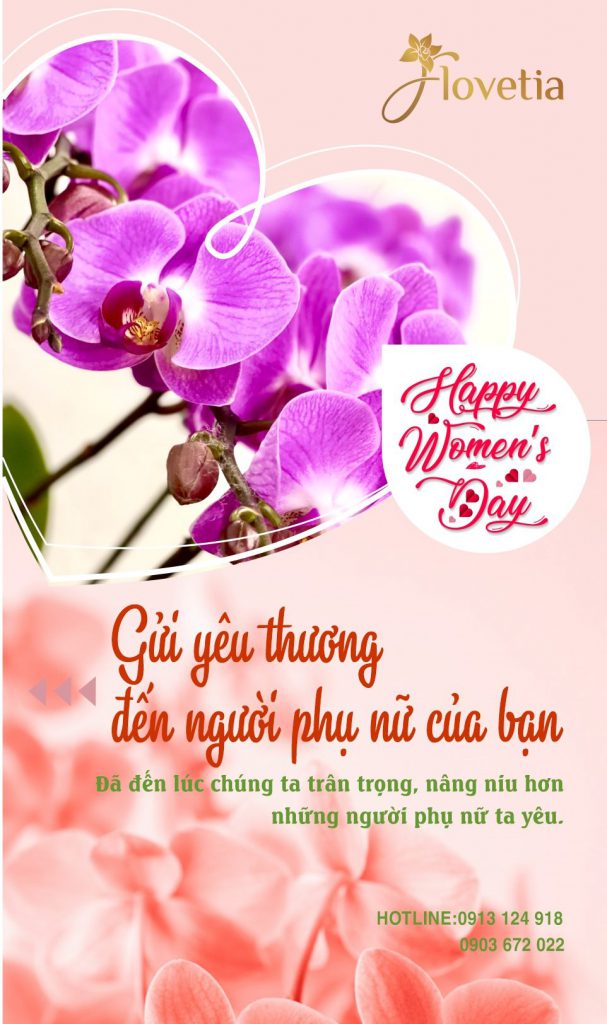 Flovetia
Happy
Women's
Day
Gửi yêu thương
đến người phụ nữ của bạn
Đã đến lúc chúng ta trân trọng, nâng niu hơn
những người phụ nữ ta yêu.
HOTLINE:0913 124 918
0903 672 022